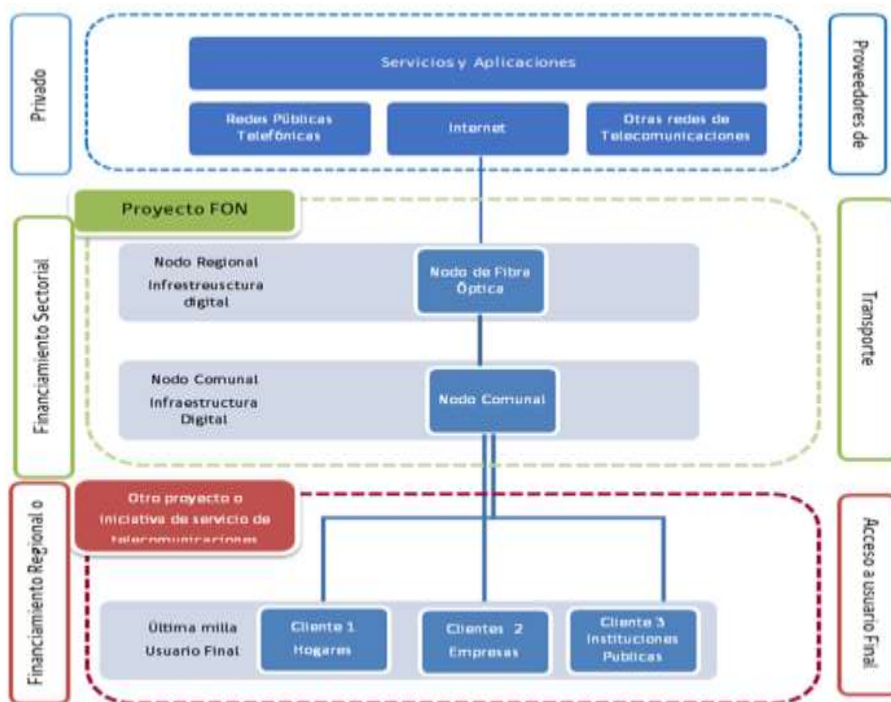 Privado
Servicios y Aplicaciones
Redes Públicas
Telefónicas
Internet
Otras redes de
Telecomunicaciones
Proveedores de
Financiamiento Sectorial
Proyecto FON
Nodo Regional
Infrestreusctura
digital
Nodo de Fibra
Óptica
Nodo Comunal
Infraestructura
Digital
Nodo Comunal
Transporte
Financiamiento Regional o
Otro proyecto o
iniciativa de servicio de
telecomunicaciones
Última milla
Usuario Final
Cliente 1
Hogares
Clientes 2
Empresas
Cliente 3
Instituciones
Publicas
Acceso a usuario Final